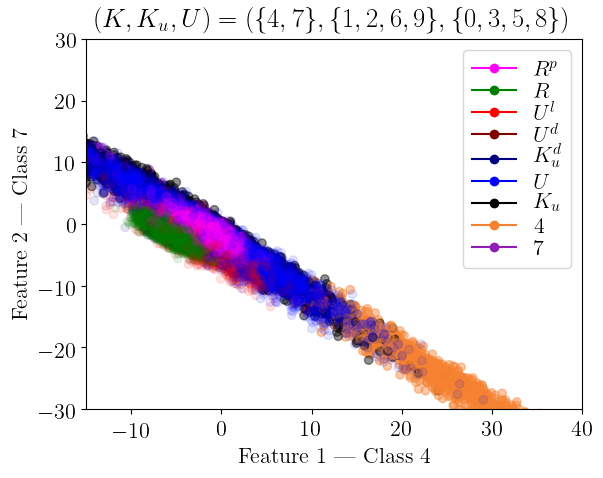 (K, K_u, U) = ({4, 7}, {1, 2, 6, 9}, {0, 3, 5, 8})
30
20
10
0
−10
−20
−30
Feature 2 — Class 7
R^p
R
U^l
U^d
K_u^d
U
K_u
4
7
−10
0
10
20
30
40
Feature 1 — Class 4